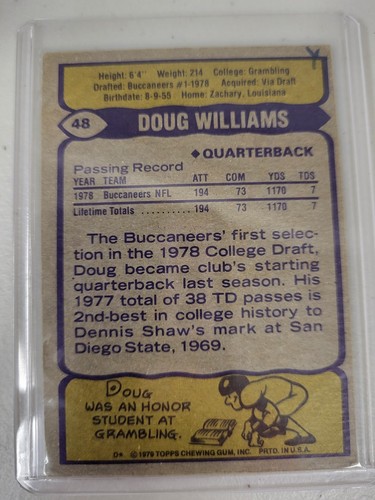 Height: 6'4" Weight: 214 College: Grambling
Drafted: Buccaneers #1-1978 Acquired: Via Draft
Birthdate: 8-9-55 Home: Zachary, Louisiana
48 DOUG WILLIAMS
◆ QUARTERBACK
Passing Record
YEAR TEAM ATT COM YDS TDS
1978 Buccaneers NFL 194 73 1170 7
Lifetime Totals .......... 194 73 1170 7
The Buccaneers' first selec-
tion in the 1978 College Draft,
Doug became club's starting
quarterback last season. His
1977 total of 38 TD passes is
2nd-best in college history to
Dennis Shaw's mark at San
Diego State, 1969.
DOUG
WAS AN HONOR
STUDENT AT
GRAMBLING.
D* © 1979 TOPPS CHEWING GUM, INC. PRTD. IN U.S.A.